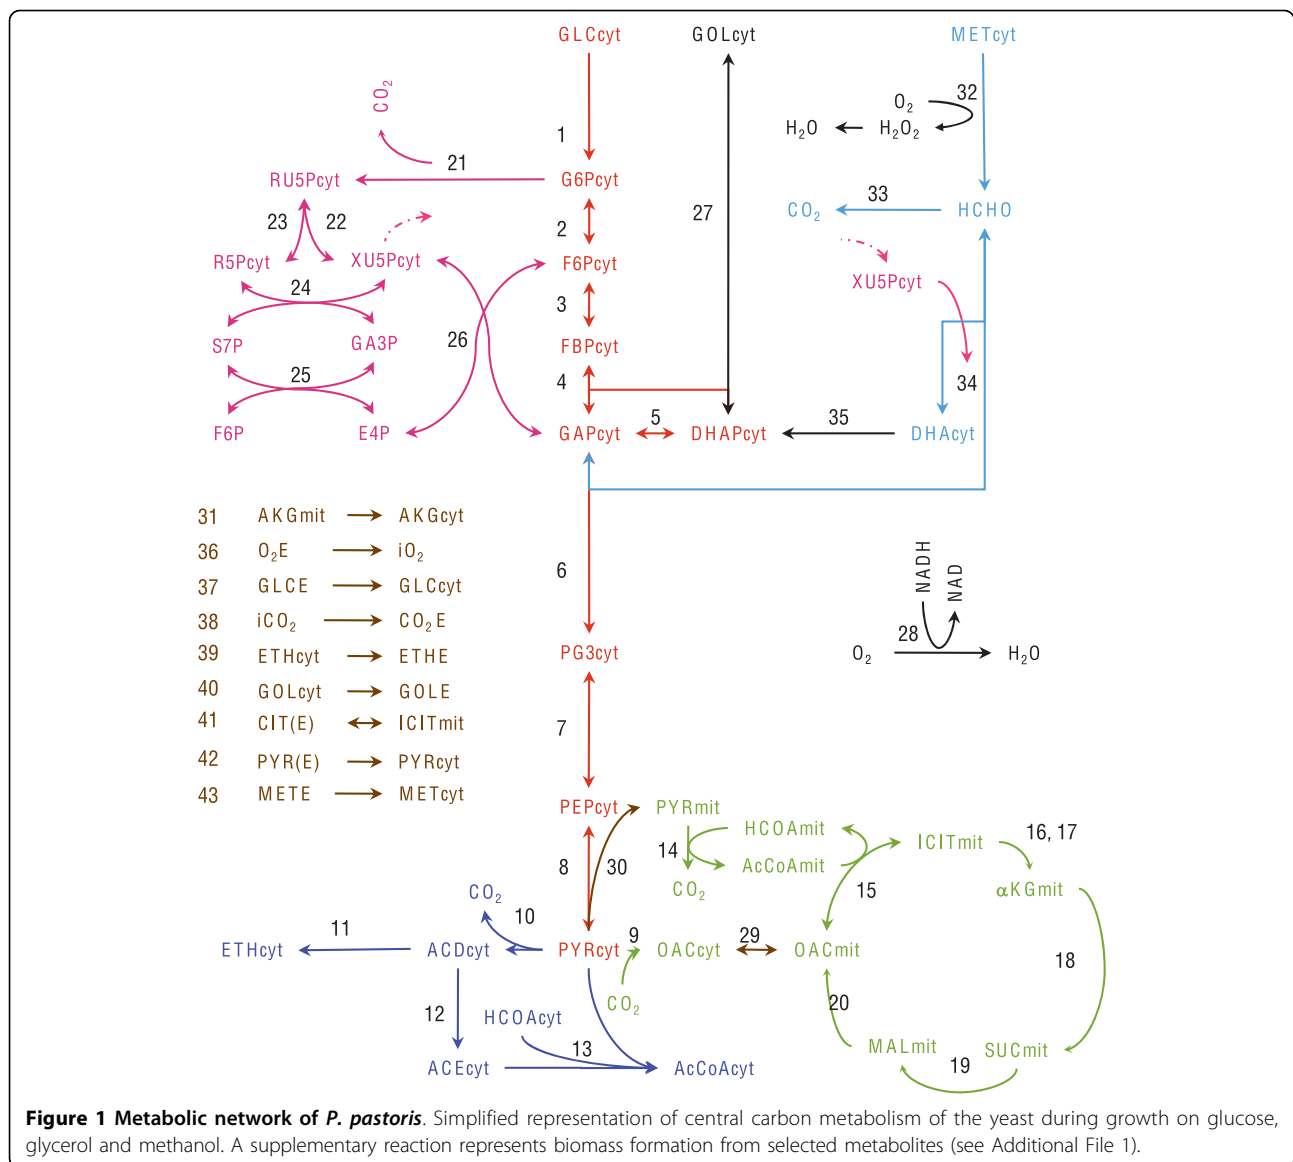 GLCcyt GOLcyt METcyt
CO₂
32
O₂
1
H₂O H₂O₂
21
RU5Pcyt G6Pcyt
33
CO₂ HCHO
27
23 22 2
R5Pcyt XU5Pcyt F6Pcyt
XU5Pcyt
24
3
26
S7P GA3P FBPcyt
25 4 34
5 35
F6P E4P GAPcyt DHAPcyt DHAcyt
31 AKGmit AKGcyt
36 O₂E iO₂
37 GLCE GLCcyt
38 iCO₂ CO₂E
39 ETHcyt ETHE
40 GOLcyt GOLE
41 CIT(E) ICITmit
42 PYR(E) PYRcyt
43 METE METcyt
6
NADH NAD
28
O₂ H₂O
PG3cyt
7
PEPcyt PYRmit
HCOAmit 16, 17
14 ICITmit
8 30 AcCoAmit
CO₂ CO₂ 15 αKGmit
10
11 9 29
ETHcyt ACDcyt PYRcyt OACcyt OACmit
18
CO₂ 20
12 HCOAcyt
13 MALmit SUCmit
19
ACEcyt AcCoAcyt
Figure 1 Metabolic network of P. pastoris. Simplified representation of central carbon metabolism of the yeast during growth on glucose,
glycerol and methanol. A supplementary reaction represents biomass formation from selected metabolites (see Additional File 1).